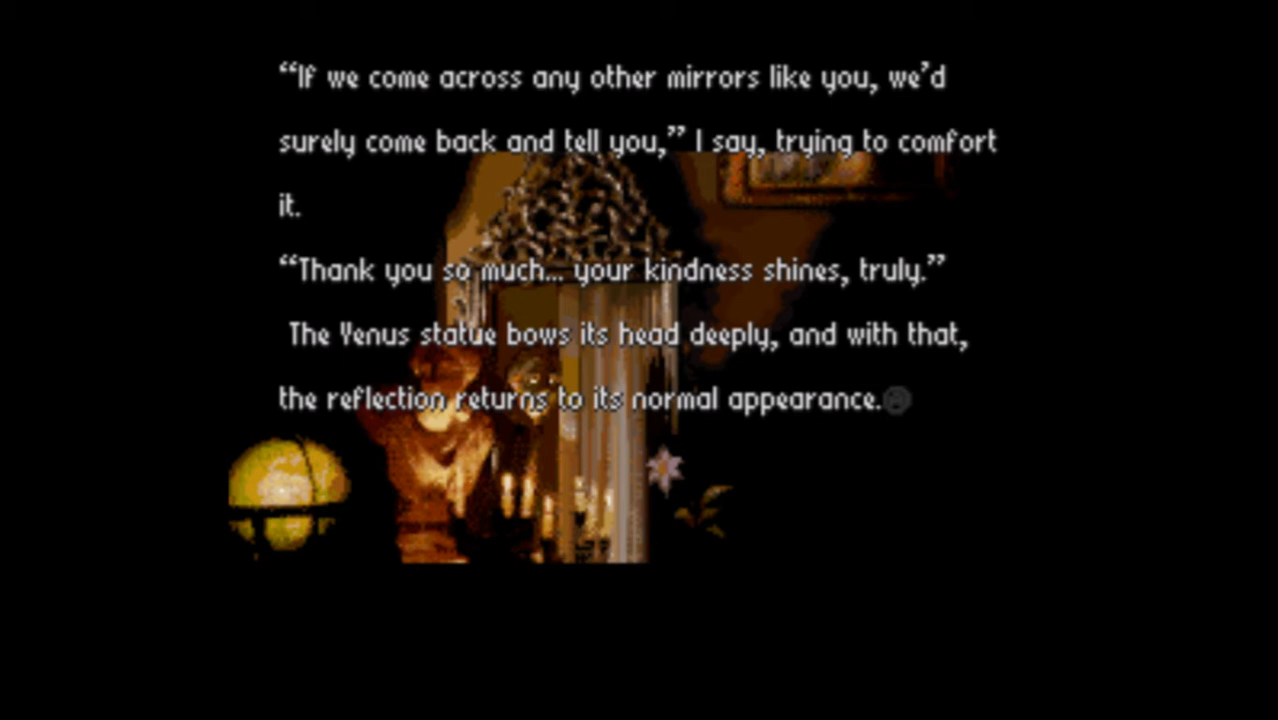 “If we come across any other mirrors like you, we’d
surely come back and tell you,” I say, trying to comfort
it.
“Thank you so much... your kindness shines, truly.”
The Venus statue bows its head deeply, and with that,
the reflection returns to its normal appearance.